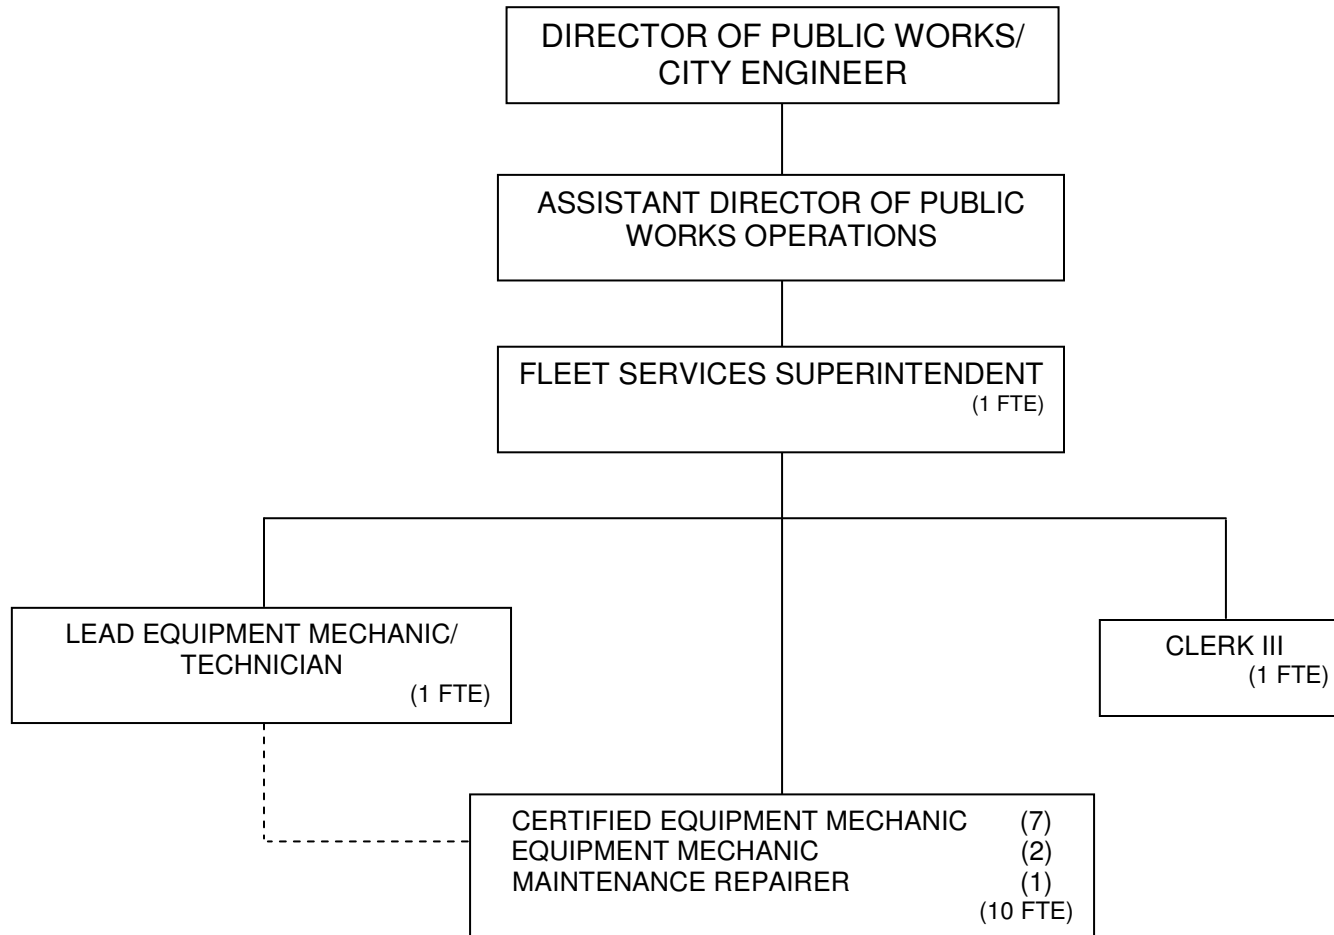 DIRECTOR OF PUBLIC WORKS/
CITY ENGINEER
ASSISTANT DIRECTOR OF PUBLIC
WORKS OPERATIONS
FLEET SERVICES SUPERINTENDENT
(1 FTE)
LEAD EQUIPMENT MECHANIC/
TECHNICIAN
(1 FTE)
CLERK III
(1 FTE)
CERTIFIED EQUIPMENT MECHANIC (7)
EQUIPMENT MECHANIC (2)
MAINTENANCE REPAIRER (1)
(10 FTE)